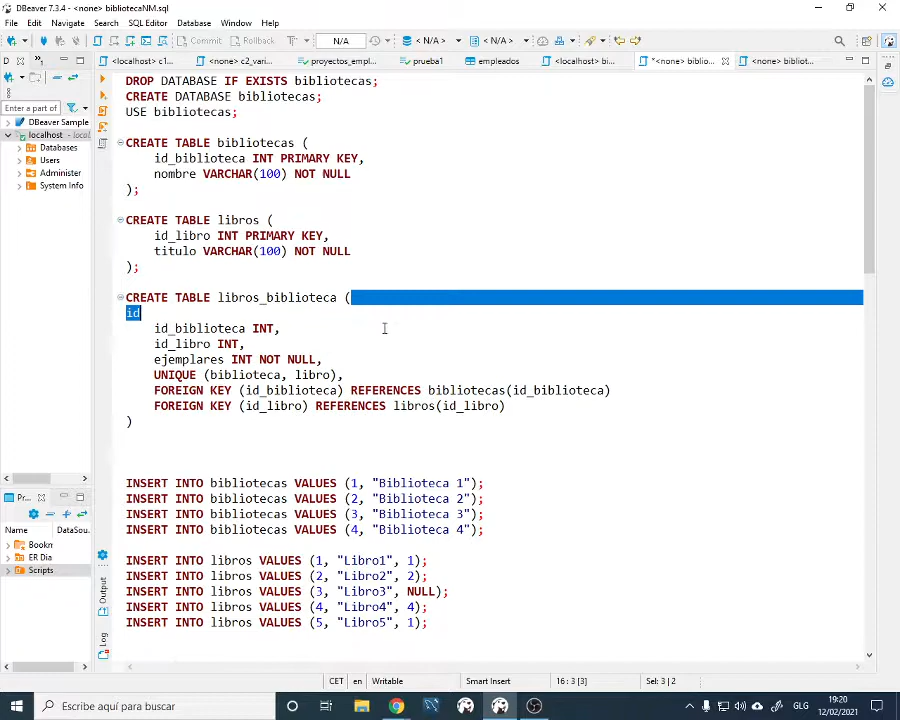 DBeaver 7.3.4 - <none> bibliotecaNM.sql
File Edit Navigate Search SQL Editor Database Window Help
Commit Rollback N/A < N/A > < N/A >
D <localhost> c1... <none> c2_vari... proyectos_empl... prueba1 empleados <localhost> bi... *<none> biblio... <none> bibliot...
Enter a part of
DBeaver Sample
localhost - local
Databases
Users
Administer
System Info
DROP DATABASE IF EXISTS bibliotecas;
CREATE DATABASE bibliotecas;
USE bibliotecas;
CREATE TABLE bibliotecas (
id_biblioteca INT PRIMARY KEY,
nombre VARCHAR(100) NOT NULL
);
CREATE TABLE libros (
id_libro INT PRIMARY KEY,
titulo VARCHAR(100) NOT NULL
);
CREATE TABLE libros_biblioteca (
id
id_biblioteca INT,
id_libro INT,
ejemplares INT NOT NULL,
UNIQUE (biblioteca, libro),
FOREIGN KEY (id_biblioteca) REFERENCES bibliotecas(id_biblioteca)
FOREIGN KEY (id_libro) REFERENCES libros(id_libro)
)
INSERT INTO bibliotecas VALUES (1, "Biblioteca 1");
INSERT INTO bibliotecas VALUES (2, "Biblioteca 2");
INSERT INTO bibliotecas VALUES (3, "Biblioteca 3");
INSERT INTO bibliotecas VALUES (4, "Biblioteca 4");
INSERT INTO libros VALUES (1, "Libro1", 1);
INSERT INTO libros VALUES (2, "Libro2", 2);
INSERT INTO libros VALUES (3, "Libro3", NULL);
INSERT INTO libros VALUES (4, "Libro4", 4);
INSERT INTO libros VALUES (5, "Libro5", 1);
Pr...
Name DataSou.
Bookn
ER Dia
Scripts
Output
Log
CET en Writable Smart Insert 16 : 3 [3] Sel: 3 | 2
Escribe aquí para buscar
GLG
19:20
12/02/2021